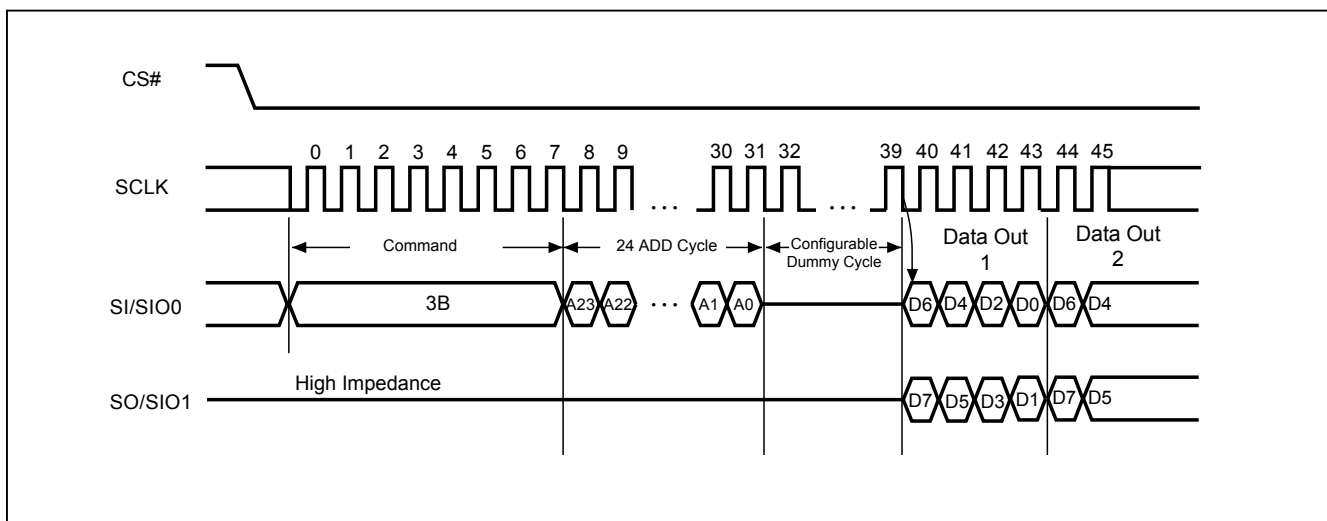 CS#
0 1 2 3 4 5 6 7 8 9 30 31 32 39 40 41 42 43 44 45
SCLK
... ...
Command 24 ADD Cycle Configurable Dummy Cycle Data Out 1 Data Out 2
SI/SIO0 3B A23 A22 ... A1 A0 D6 D4 D2 D0 D6 D4
High Impedance
SO/SIO1 D7 D5 D3 D1 D7 D5